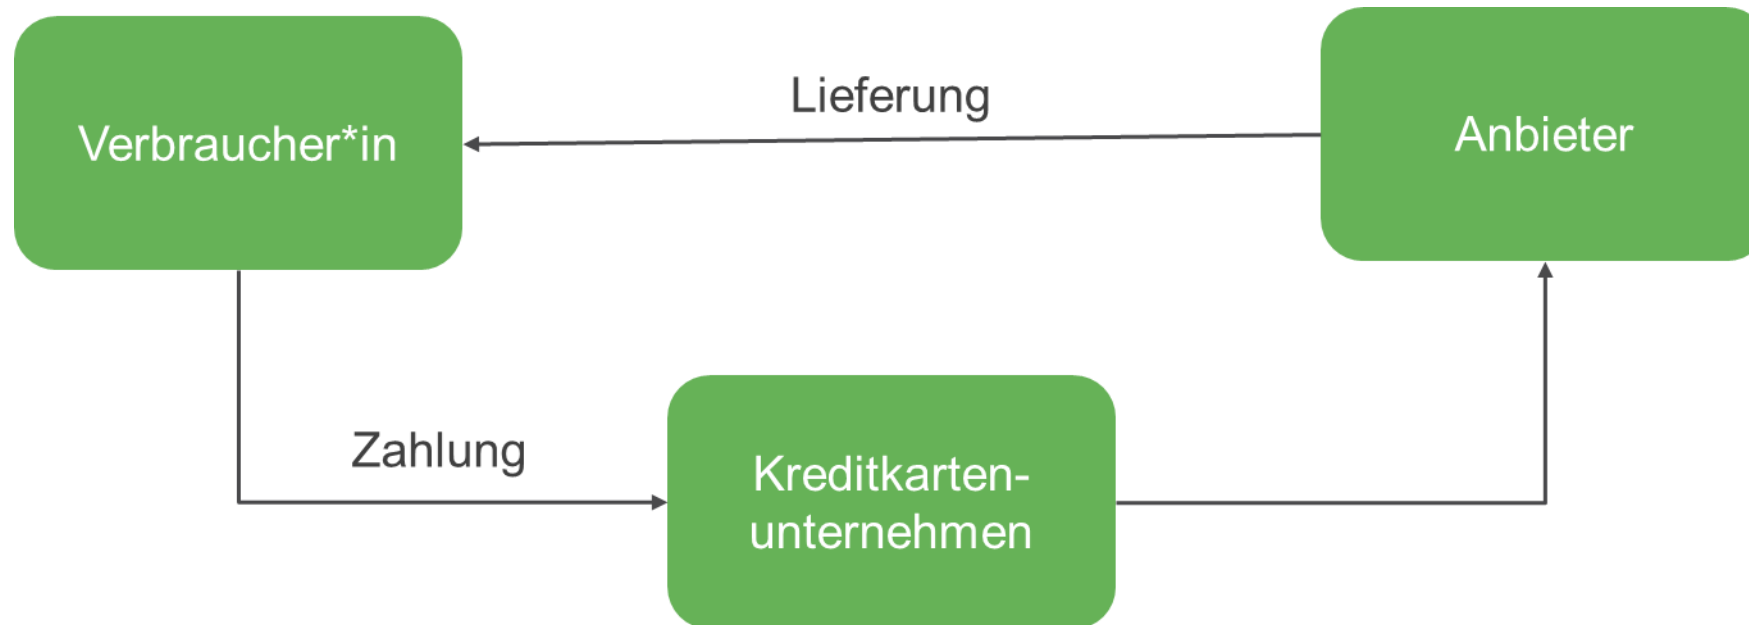 Verbraucher*in
Lieferung
Anbieter
Zahlung
Kreditkarten-
unternehmen